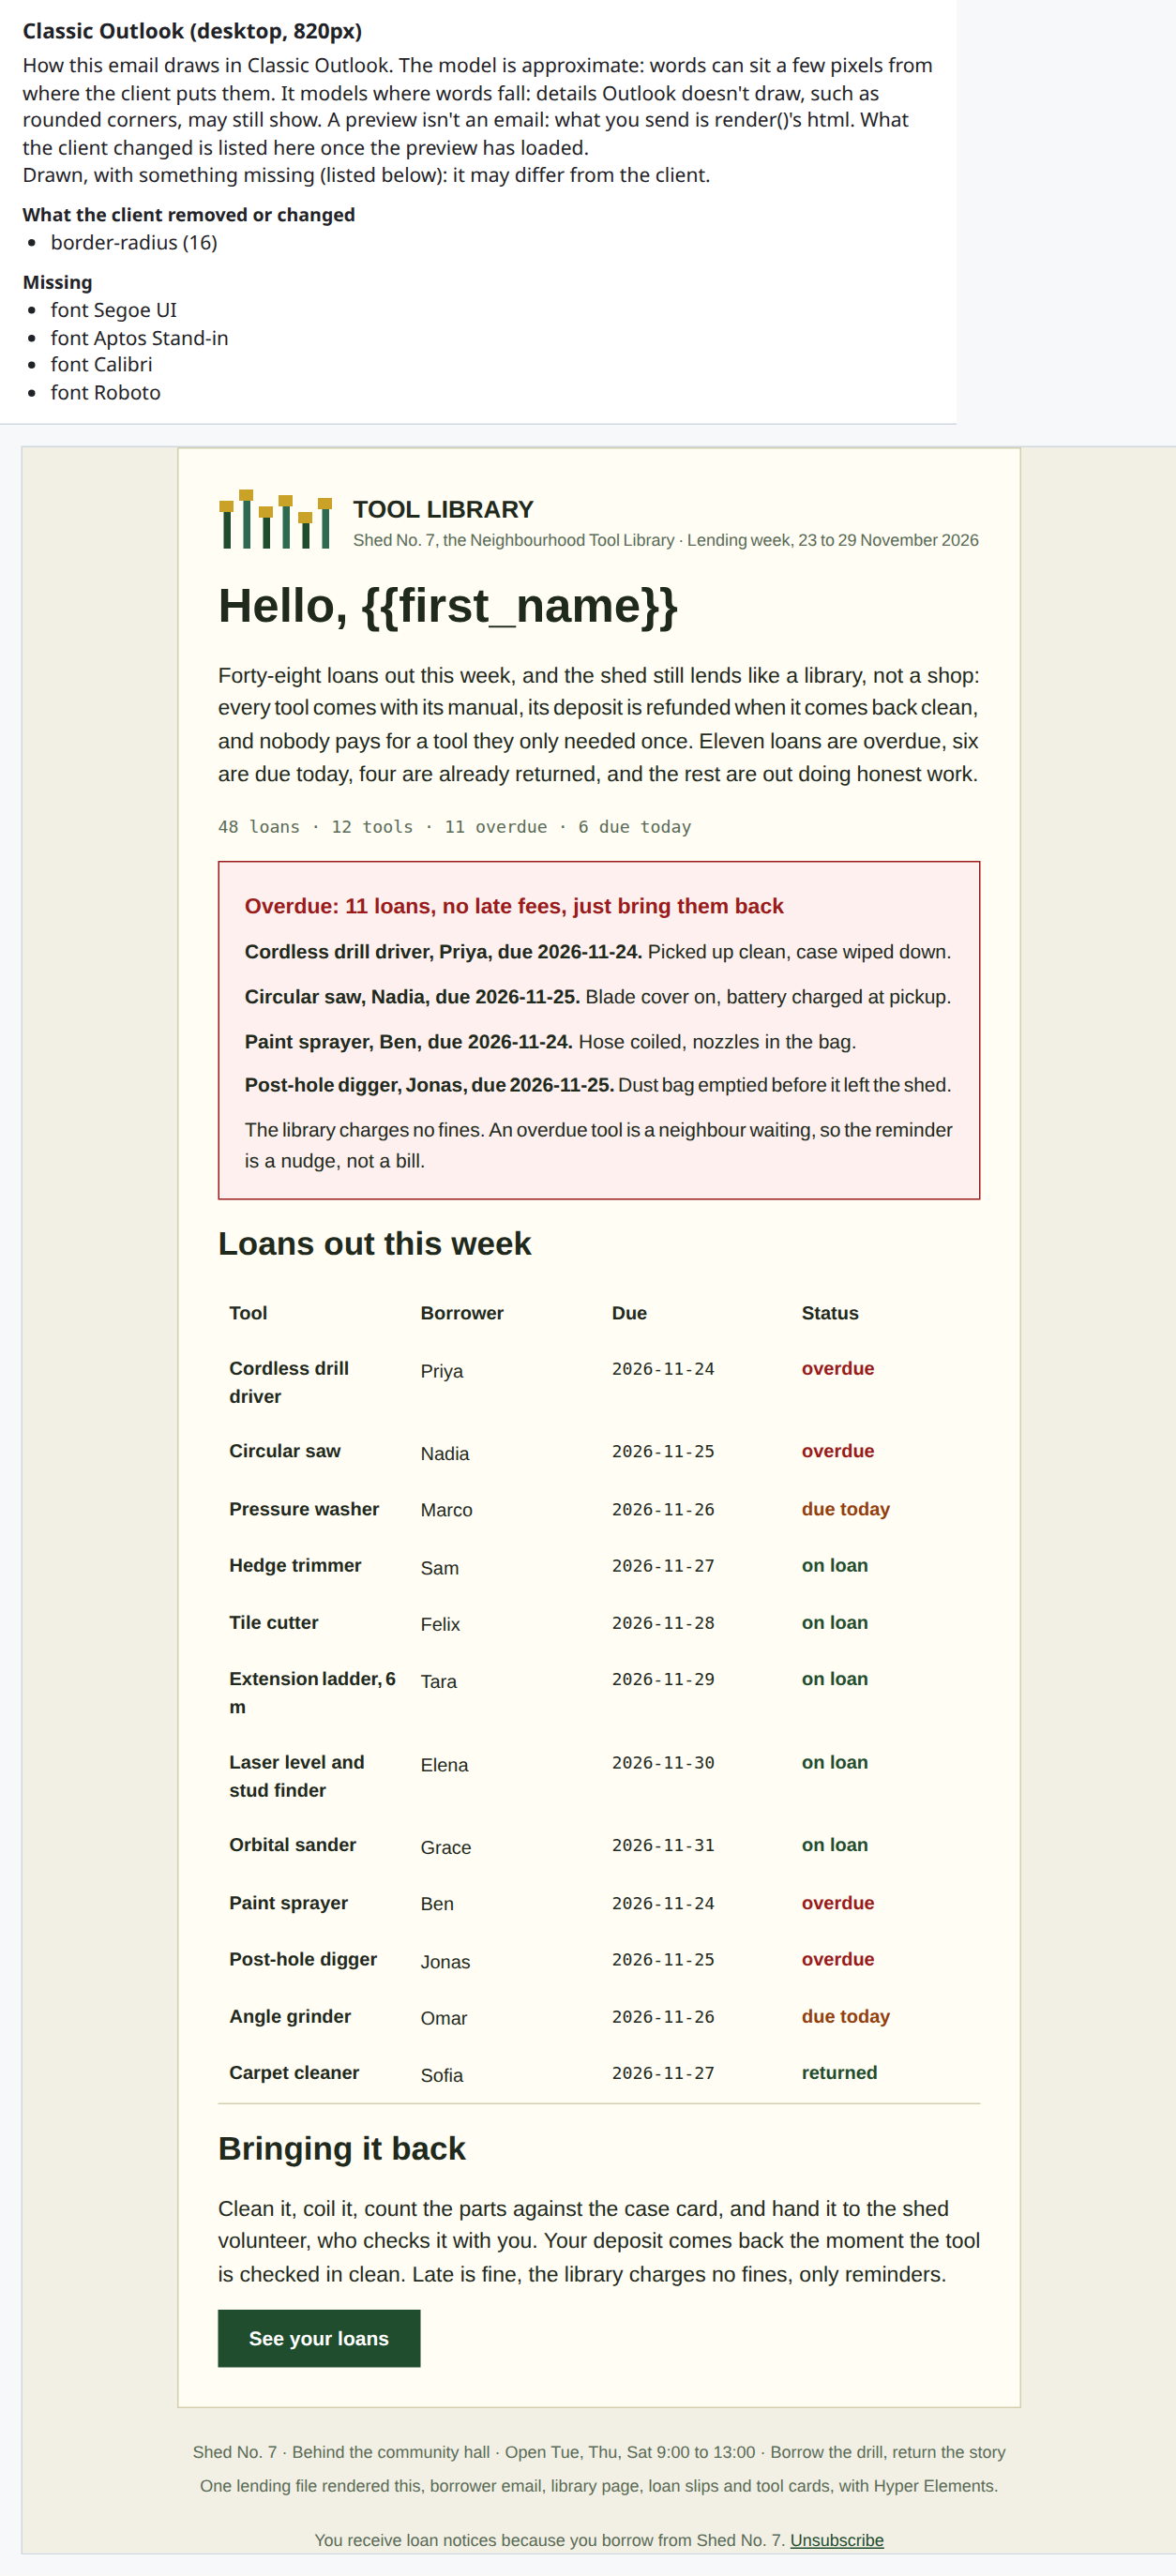 Classic Outlook (desktop, 820px)
How this email draws in Classic Outlook. The model is approximate: words can sit a few pixels from
where the client puts them. It models where words fall: details Outlook doesn't draw, such as
rounded corners, may still show. A preview isn't an email: what you send is render()'s html. What
the client changed is listed here once the preview has loaded.
Drawn, with something missing (listed below): it may differ from the client.
What the client removed or changed
• border-radius (16)
Missing
• font Segoe UI
• font Aptos Stand-in
• font Calibri
• font Roboto
TOOL LIBRARY
Shed No. 7, the Neighbourhood Tool Library · Lending week, 23 to 29 November 2026
Hello, {{first_name}}
Forty-eight loans out this week, and the shed still lends like a library, not a shop:
every tool comes with its manual, its deposit is refunded when it comes back clean,
and nobody pays for a tool they only needed once. Eleven loans are overdue, six
are due today, four are already returned, and the rest are out doing honest work.
48 loans · 12 tools · 11 overdue · 6 due today
Overdue: 11 loans, no late fees, just bring them back
Cordless drill driver, Priya, due 2026-11-24. Picked up clean, case wiped down.
Circular saw, Nadia, due 2026-11-25. Blade cover on, battery charged at pickup.
Paint sprayer, Ben, due 2026-11-24. Hose coiled, nozzles in the bag.
Post-hole digger, Jonas, due 2026-11-25. Dust bag emptied before it left the shed.
The library charges no fines. An overdue tool is a neighbour waiting, so the reminder
is a nudge, not a bill.
Loans out this week
Tool Borrower Due Status
Cordless drill Priya 2026-11-24 overdue
driver
Circular saw Nadia 2026-11-25 overdue
Pressure washer Marco 2026-11-26 due today
Hedge trimmer Sam 2026-11-27 on loan
Tile cutter Felix 2026-11-28 on loan
Extension ladder, 6 Tara 2026-11-29 on loan
m
Laser level and Elena 2026-11-30 on loan
stud finder
Orbital sander Grace 2026-11-31 on loan
Paint sprayer Ben 2026-11-24 overdue
Post-hole digger Jonas 2026-11-25 overdue
Angle grinder Omar 2026-11-26 due today
Carpet cleaner Sofia 2026-11-27 returned
Bringing it back
Clean it, coil it, count the parts against the case card, and hand it to the shed
volunteer, who checks it with you. Your deposit comes back the moment the tool
is checked in clean. Late is fine, the library charges no fines, only reminders.
See your loans
Shed No. 7 · Behind the community hall · Open Tue, Thu, Sat 9:00 to 13:00 · Borrow the drill, return the story
One lending file rendered this, borrower email, library page, loan slips and tool cards, with Hyper Elements.
You receive loan notices because you borrow from Shed No. 7. Unsubscribe